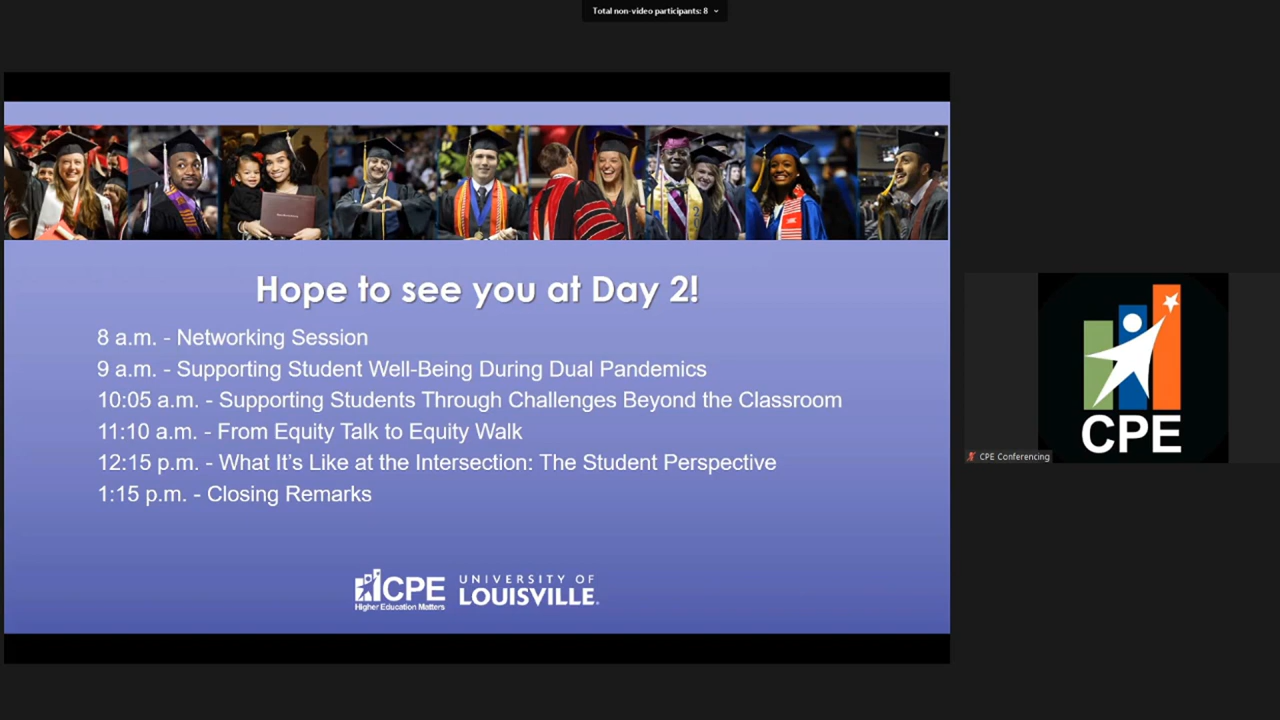 Total non-video participants: 8
Hope to see you at Day 2!
8 a.m. - Networking Session
9 a.m. - Supporting Student Well-Being During Dual Pandemics
10:05 a.m. - Supporting Students Through Challenges Beyond the Classroom
11:10 a.m. - From Equity Talk to Equity Walk
12:15 p.m. - What It's Like at the Intersection: The Student Perspective
1:15 p.m. - Closing Remarks
CPE
Higher Education Matters
UNIVERSITY OF
LOUISVILLE.
CPE
CPE Conferencing